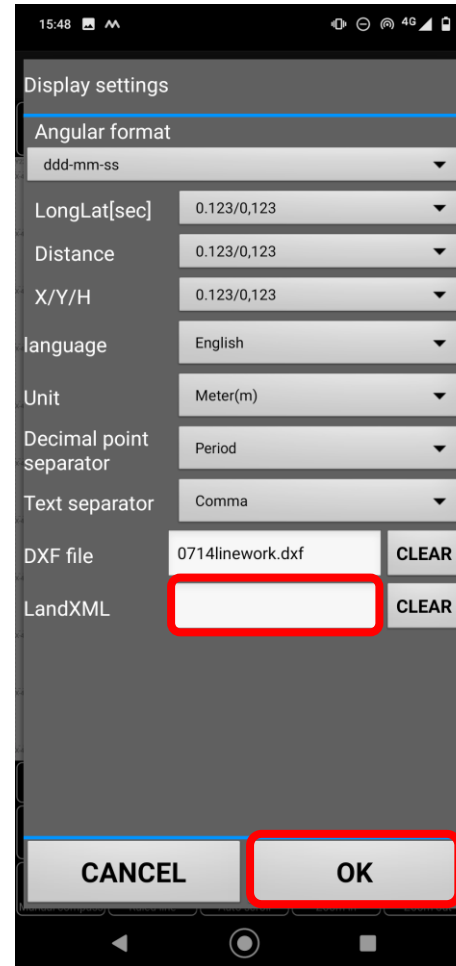 15:48 4G
Display settings
Angular format
ddd-mm-ss
LongLat[sec] 0.123/0,123
Distance 0.123/0,123
X/Y/H 0.123/0,123
language English
Unit Meter(m)
Decimal point
separator Period
Text separator Comma
DXF file 0714linework.dxf CLEAR
LandXML CLEAR
CANCEL OK